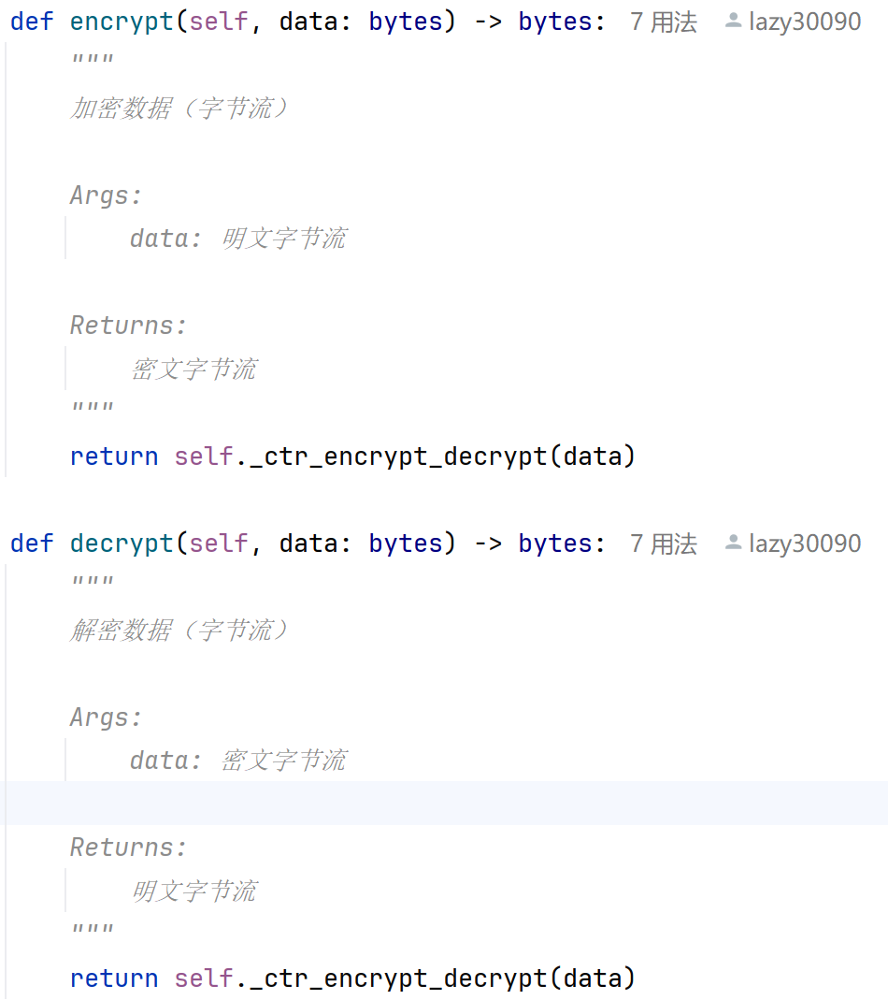 def encrypt(self, data: bytes) -> bytes: 7 用法 lazy30090
"""
加密数据（字节流）
Args:
data: 明文字节流
Returns:
密文字节流
"""
return self._ctr_encrypt_decrypt(data)
def decrypt(self, data: bytes) -> bytes: 7 用法 lazy30090
"""
解密数据（字节流）
Args:
data: 密文字节流
Returns:
明文字节流
"""
return self._ctr_encrypt_decrypt(data)